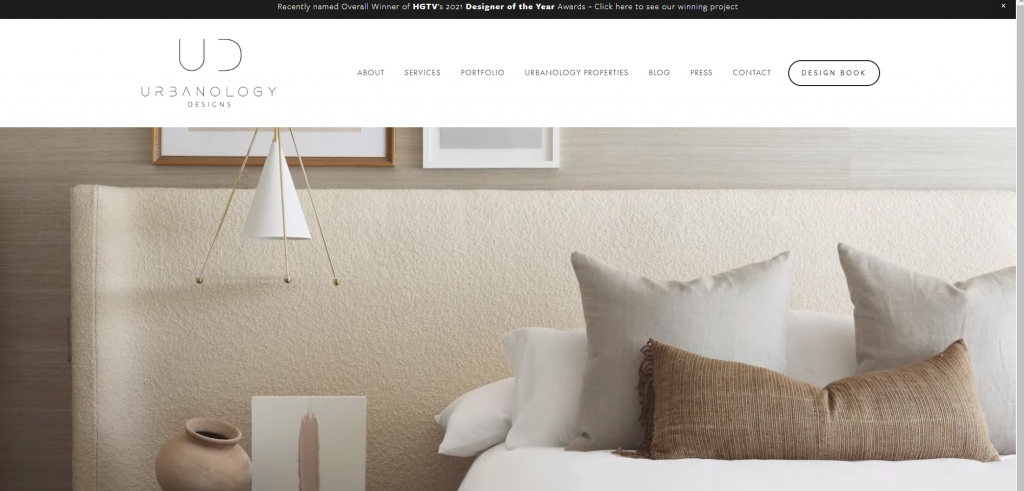 Recently named Overall Winner of HGTV's 2021 Designer of the Year Awards – Click here to see our winning project
×
UD
URBANOLOGY
DESIGNS
ABOUT SERVICES PORTFOLIO URBANOLOGY PROPERTIES BLOG PRESS CONTACT DESIGN BOOK